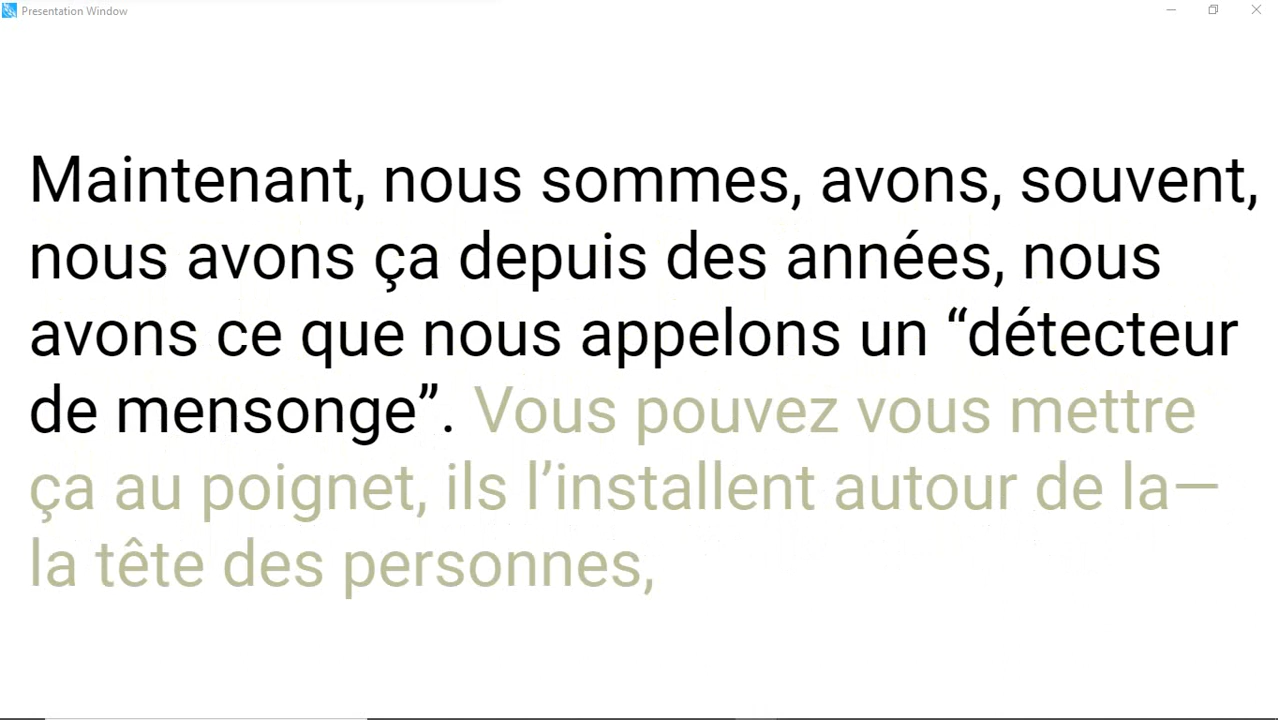 Presentation Window
Maintenant, nous sommes, avons, souvent,
nous avons ça depuis des années, nous
avons ce que nous appelons un “détecteur
de mensonge”. Vous pouvez vous mettre
ça au poignet, ils l’installent autour de la—
la tête des personnes,